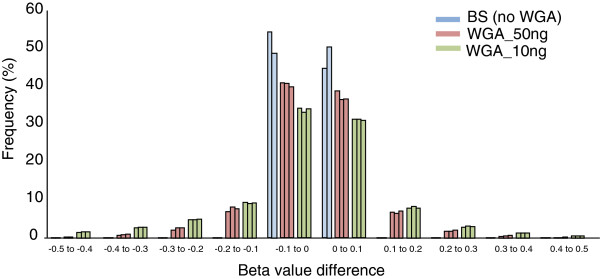 60
50
40
30
20
10
0
Frequency (%)
BS (no WGA)
WGA_50ng
WGA_10ng
-0.5 to -0.4 -0.4 to -0.3 -0.3 to -0.2 -0.2 to -0.1 -0.1 to 0 0 to 0.1 0.1 to 0.2 0.2 to 0.3 0.3 to 0.4 0.4 to 0.5
Beta value difference